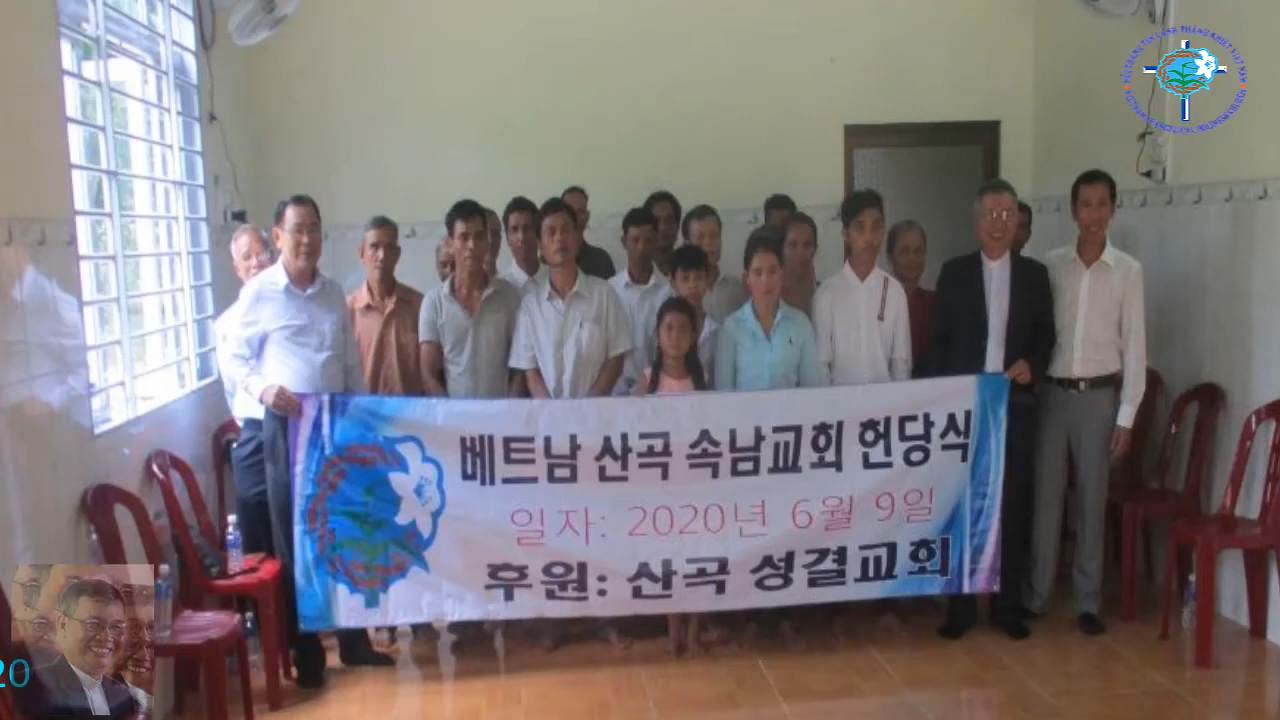 베트남 산곡 속남교회 헌당식
일자: 2020년 6월 9일
후원: 산곡 성결교회
20